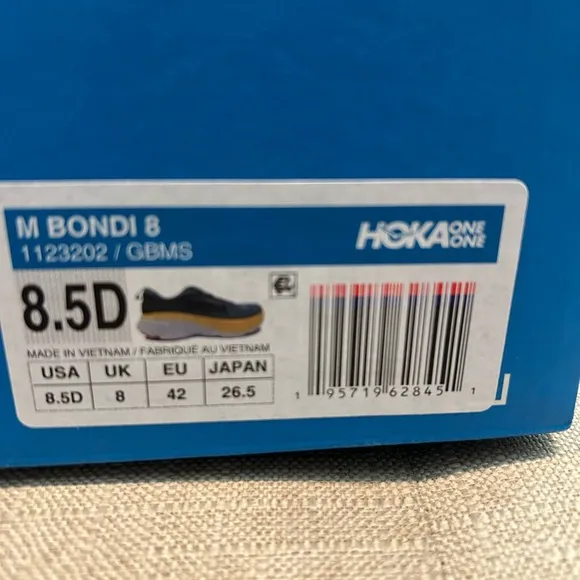 M BONDI 8
1123202 / GBMS
HOKA ONE ONE
8.5D
MADE IN VIETNAM / FABRIQUE AU VIETNAM
USA UK EU JAPAN
8.5D 8 42 26.5
1 95719 62845 1